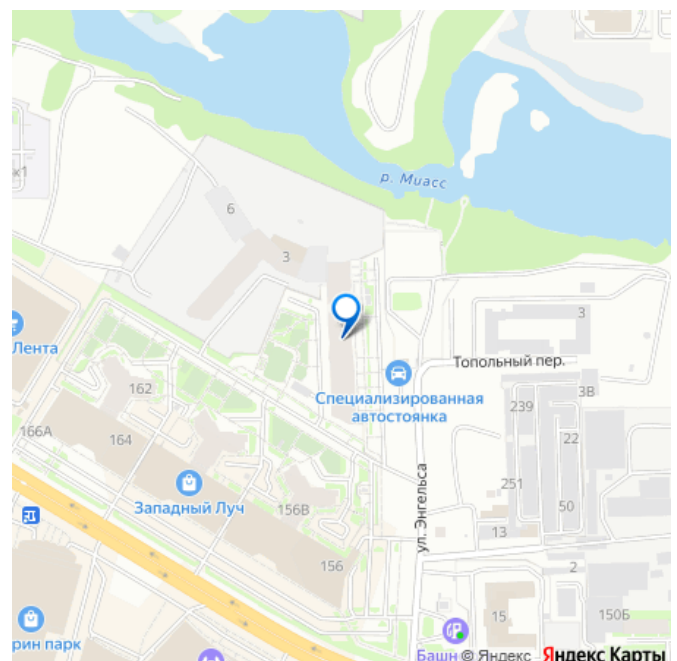 к1
р. Миасс
6
3
3
Лента
Топольный пер.
162
Специализированная
автостоянка
3В
239
166А
164
22
251
Западный Луч
50
156В
ул. Энгельса
13
156
2
15
150Б
рин парк
Башн © Яндекс Яндекс Карты